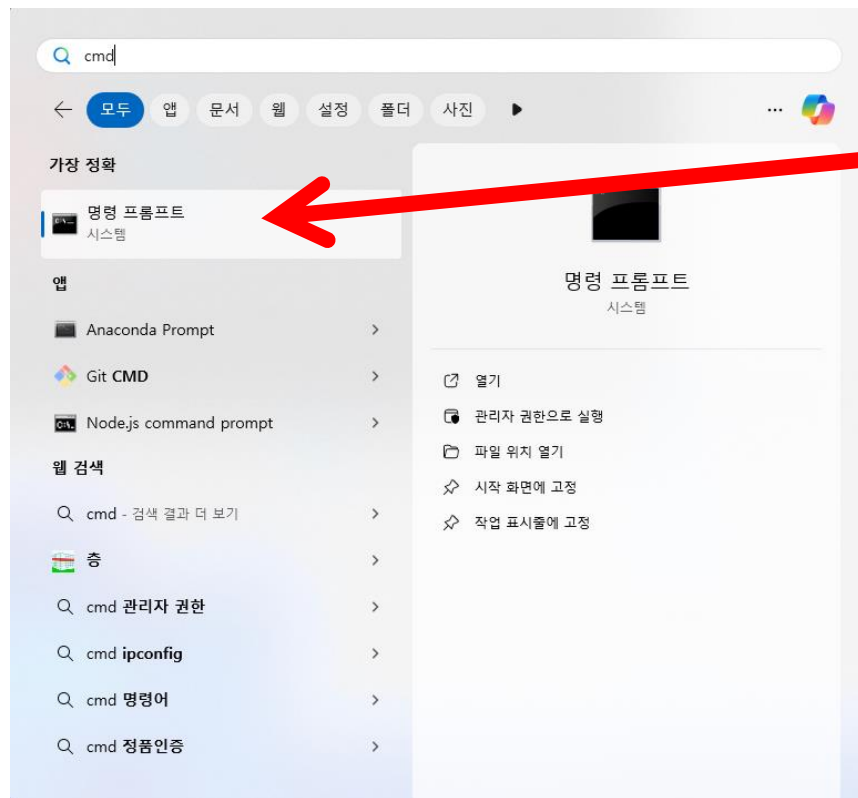 cmd
모두 앱 문서 웹 설정 폴더 사진
가장 정확
명령 프롬프트
시스템
앱
Anaconda Prompt
Git CMD
Node.js command prompt
웹 검색
cmd - 검색 결과 더 보기
층
cmd 관리자 권한
cmd ipconfig
cmd 명령어
cmd 정품인증
명령 프롬프트
시스템
열기
관리자 권한으로 실행
파일 위치 열기
시작 화면에 고정
작업 표시줄에 고정